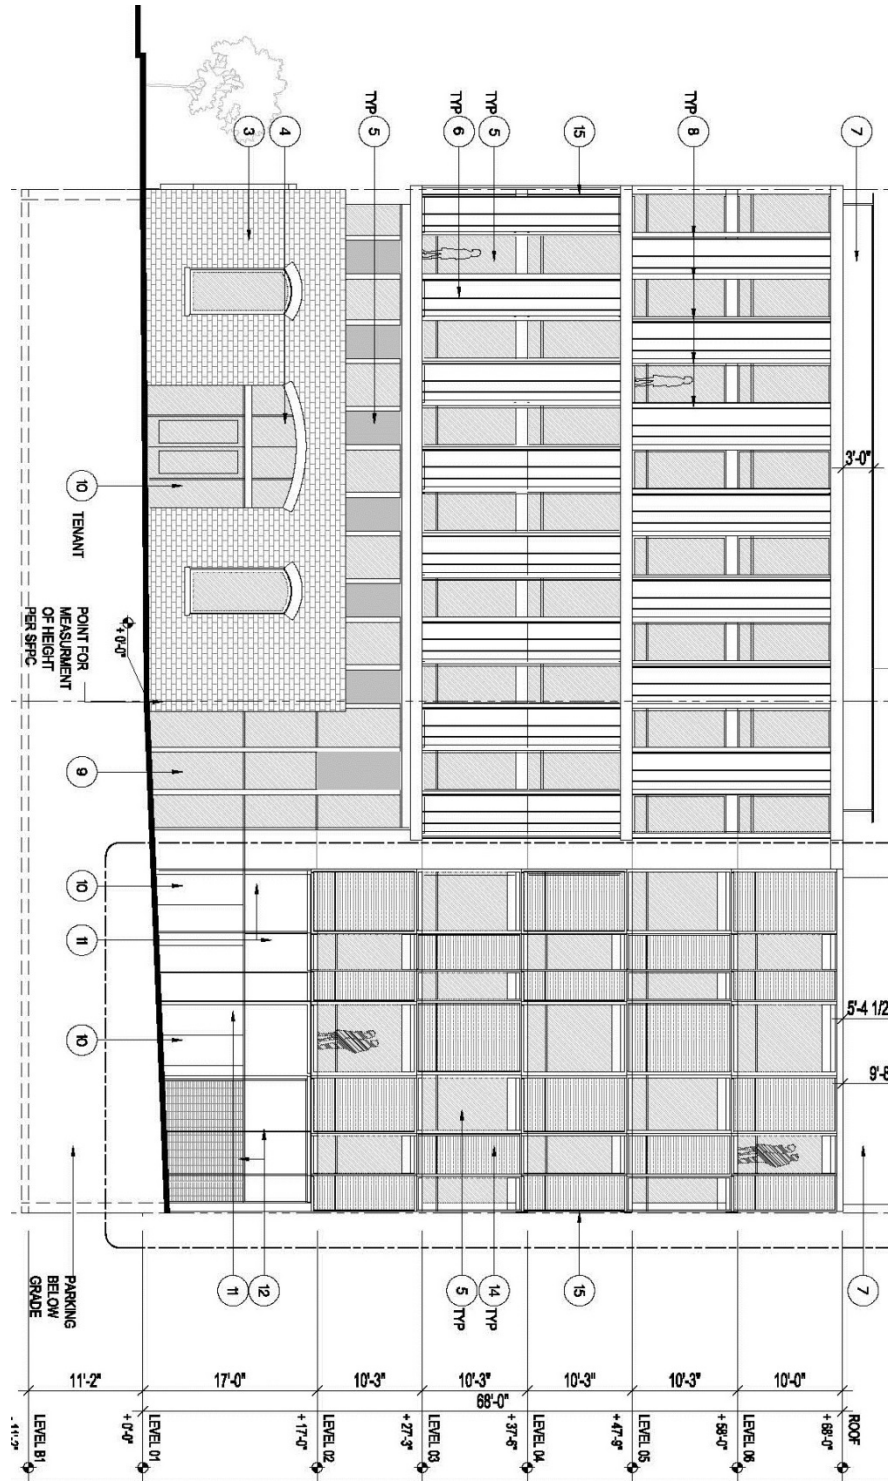 7
3'-0"
5'-4 1/2
9'-8
7
ROOF
+ 68'-0"
10'-0"
8
TYP
LEVEL 06
+ 58'-0"
10'-3"
15
15
LEVEL 05
+ 47'-9"
10'-3"
5
TYP
6
TYP
14
TYP
5
TYP
LEVEL 04
+ 37'-6"
10'-3"
68'-0"
5
TYP
LEVEL 03
+ 27'-3"
10'-3"
LEVEL 02
+ 17'-0"
17'-0"
4
3
12
11
LEVEL 01
+ 0'-0"
+ 0'-0"
10
TENANT
POINT FOR
MEASURMENT
OF HEIGHT
PER SFPC
9
10
11
10
PARKING
BELOW
GRADE
11'-2"
LEVEL B1
- 11'-2"